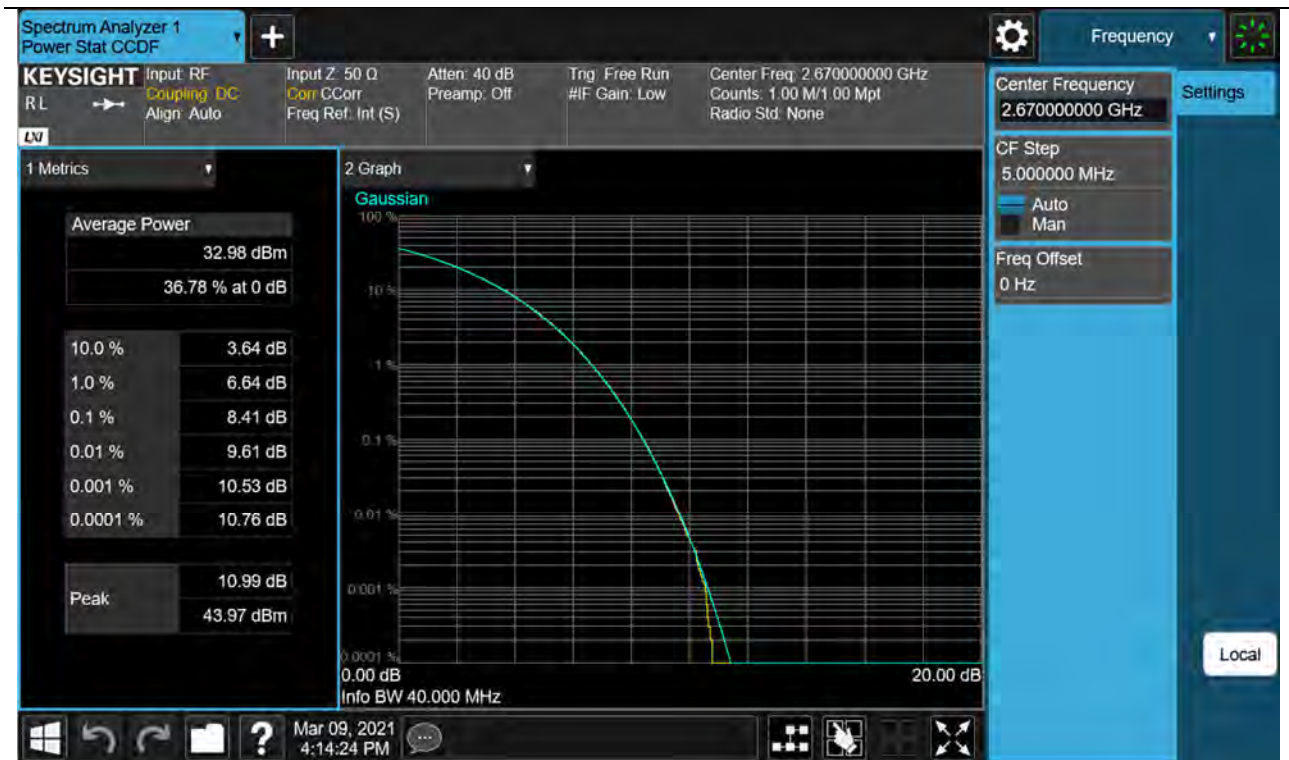 Spectrum Analyzer 1
Power Stat CCDF
+
Frequency
KEYSIGHT
RL
LXI
Input: RF
Coupling: DC
Align: Auto
Input Z: 50 Ω
Corr CCorr
Freq Ref: Int (S)
Atten: 40 dB
Preamp: Off
Trig: Free Run
#IF Gain: Low
Center Freq: 2.670000000 GHz
Counts: 1.00 M/1.00 Mpt
Radio Std: None
Center Frequency
2.670000000 GHz
Settings
CF Step
5.000000 MHz
Auto
Man
Freq Offset
0 Hz
1 Metrics
Average Power
32.98 dBm
36.78 % at 0 dB
10.0 % 3.64 dB
1.0 % 6.64 dB
0.1 % 8.41 dB
0.01 % 9.61 dB
0.001 % 10.53 dB
0.0001 % 10.76 dB
Peak
10.99 dB
43.97 dBm
2 Graph
Gaussian
100 %
10 %
1 %
0.1 %
0.01 %
0.001 %
0.0001 %
0.00 dB
20.00 dB
Info BW 40.000 MHz
Local
?
Mar 09, 2021
4:14:24 PM